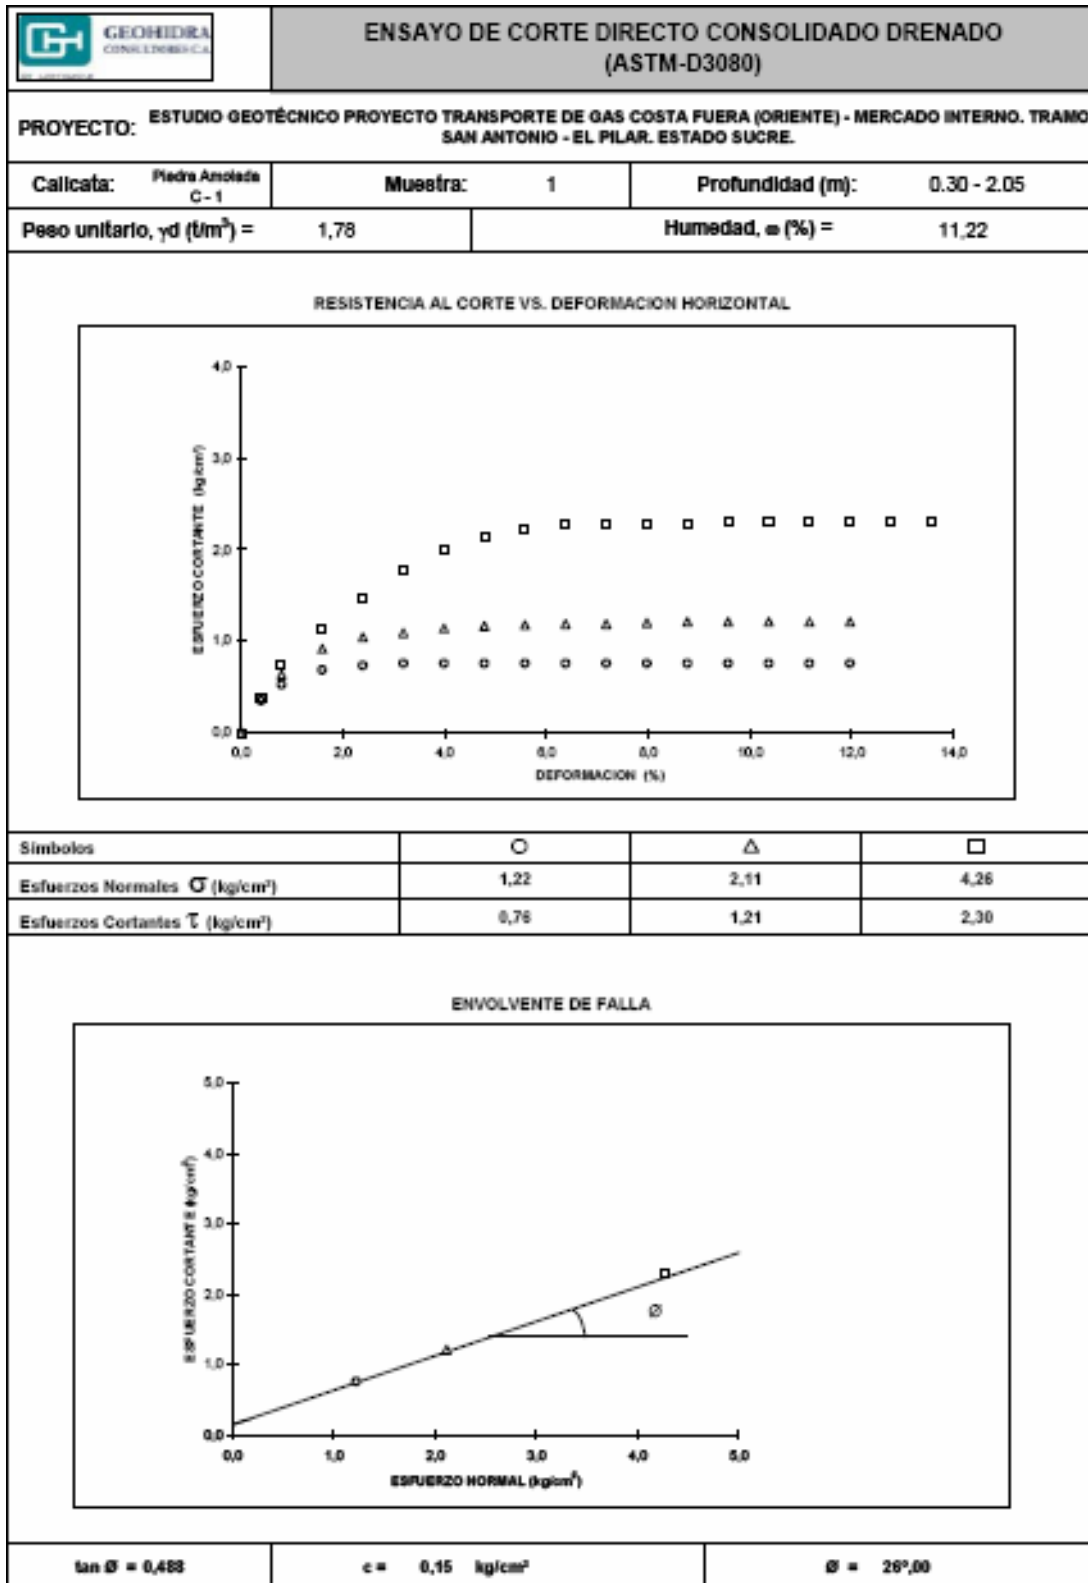 GEOHIDRA
CONSULTORES C.A.
ENSAYO DE CORTE DIRECTO CONSOLIDADO DRENADO
(ASTM-D3080)
PROYECTO: ESTUDIO GEOTÉCNICO PROYECTO TRANSPORTE DE GAS COSTA FUERA (ORIENTE) - MERCADO INTERNO. TRAMO
SAN ANTONIO - EL PILAR. ESTADO SUCRE.
Calicata: Piedra Amolada C - 1 Muestra: 1 Profundidad (m): 0.30 - 2.05
Peso unitario, γd (t/m³) = 1,78 Humedad, ω (%) = 11,22
RESISTENCIA AL CORTE VS. DEFORMACION HORIZONTAL
ESFUERZO CORTANTE (kg/cm²)
4,0
3,0
2,0
1,0
0,0
0,0 2,0 4,0 6,0 8,0 10,0 12,0 14,0
DEFORMACION (%)
Símbolos
Esfuerzos Normales σ (kg/cm²) 1,22 2,11 4,26
Esfuerzos Cortantes τ (kg/cm²) 0,76 1,21 2,30
ENVOLVENTE DE FALLA
ESFUERZO CORTANTE (kg/cm²)
5,0
4,0
3,0
2,0
1,0
0,0
Ø
0,0 1,0 2,0 3,0 4,0 5,0
ESFUERZO NORMAL (kg/cm²)
tan Ø = 0,488 c = 0,15 kg/cm² Ø = 26º,00